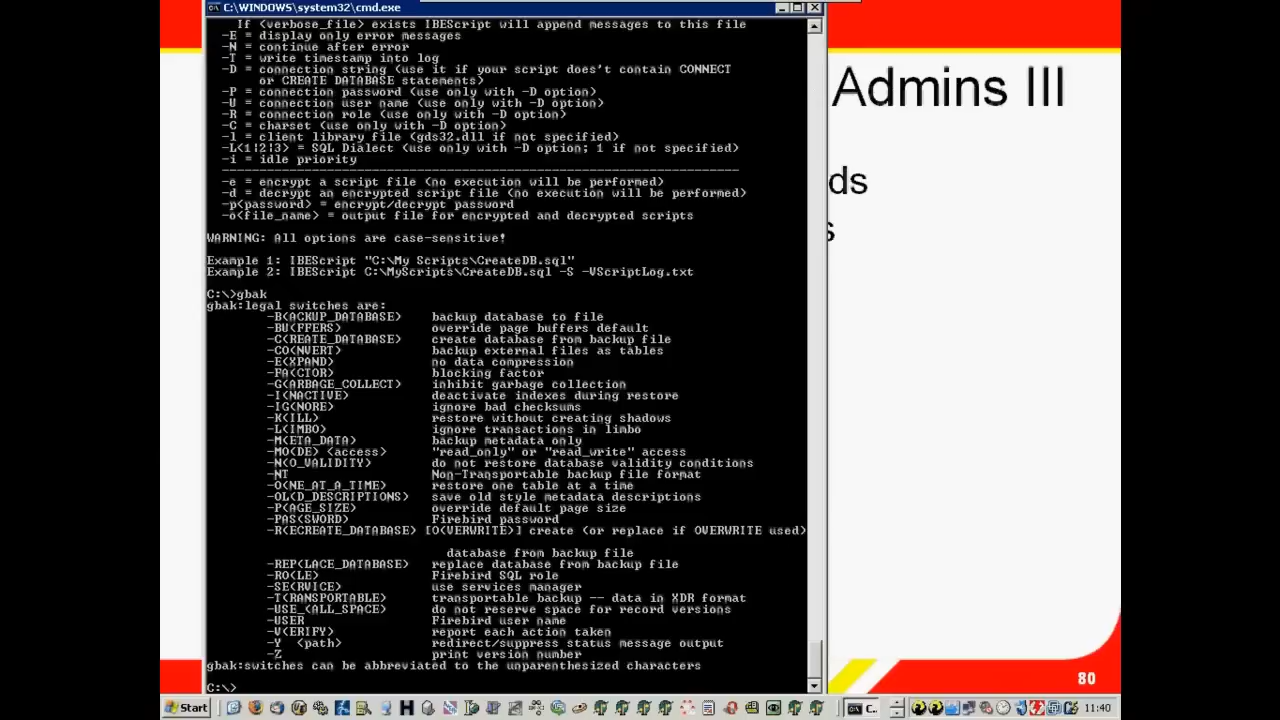 C:\WINDOWS\system32\cmd.exe
If <verbose_file> exists IBEScript will append messages to this file
-E = display only error messages
-N = continue after error
-T = write timestamp into log
-D = connection string (use it if your script does't contain CONNECT
or CREATE DATABASE statements)
-P = connection password (use only with -D option)
-U = connection user name (use only with -D option)
-R = connection role (use only with -D option)
-C = charset (use only with -D option)
-l = client library file (gds32.dll if not specified)
-L(1|2|3) = SQL Dialect (use only with -D option; 1 if not specified)
-i = idle priority
-e = encrypt a script file (no execution will be performed)
-d = decrypt an encrypted script file (no execution will be performed)
-p(password) = encrypt/decrypt password
-o(file_name) = output file for encrypted and decrypted scripts
WARNING: All options are case-sensitive!
Example 1: IBEScript "C:\My Scripts\CreateDB.sql"
Example 2: IBEScript C:\MyScripts\CreateDB.sql -S -VScriptLog.txt
C:\>gbak
gbak:legal switches are:
-B(ACKUP_DATABASE) backup database to file
-BU(FFERS) override page buffers default
-C(REATE_DATABASE) create database from backup file
-CO(NVERT) backup external files as tables
-E(XPAND) no data compression
-FA(CTOR) blocking factor
-G(ARBAGE_COLLECT) inhibit garbage collection
-I(NACTIVE) deactivate indexes during restore
-IG(NORE) ignore bad checksums
-K(ILL) restore without creating shadows
-L(IMBO) ignore transactions in limbo
-M(ETA_DATA) backup metadata only
-MO(DE) <access> "read_only" or "read_write" access
-N(O_VALIDITY) do not restore database validity conditions
-NT Non-Transportable backup file format
-O(NE_AT_A_TIME) restore one table at a time
-OL(D_DESCRIPTIONS) save old style metadata descriptions
-P(AGE_SIZE) override default page size
-PAS(SWORD) Firebird password
-R(ECREATE_DATABASE) [O(VERWRITE)] create (or replace if OVERWRITE used)
database from backup file
-REP(LACE_DATABASE) replace database from backup file
-RO(LE) Firebird SQL role
-SE(RVICE) use services manager
-T(RANSPORTABLE) transportable backup -- data in XDR format
-USE_(ALL_SPACE) do not reserve space for record versions
-USER Firebird user name
-V(ERIFY) report each action taken
-Y <path> redirect/suppress status message output
-Z print version number
gbak:switches can be abbreviated to the unparenthesized characters
C:\>
Admins III
ds
s
80
Start
C..
11:40